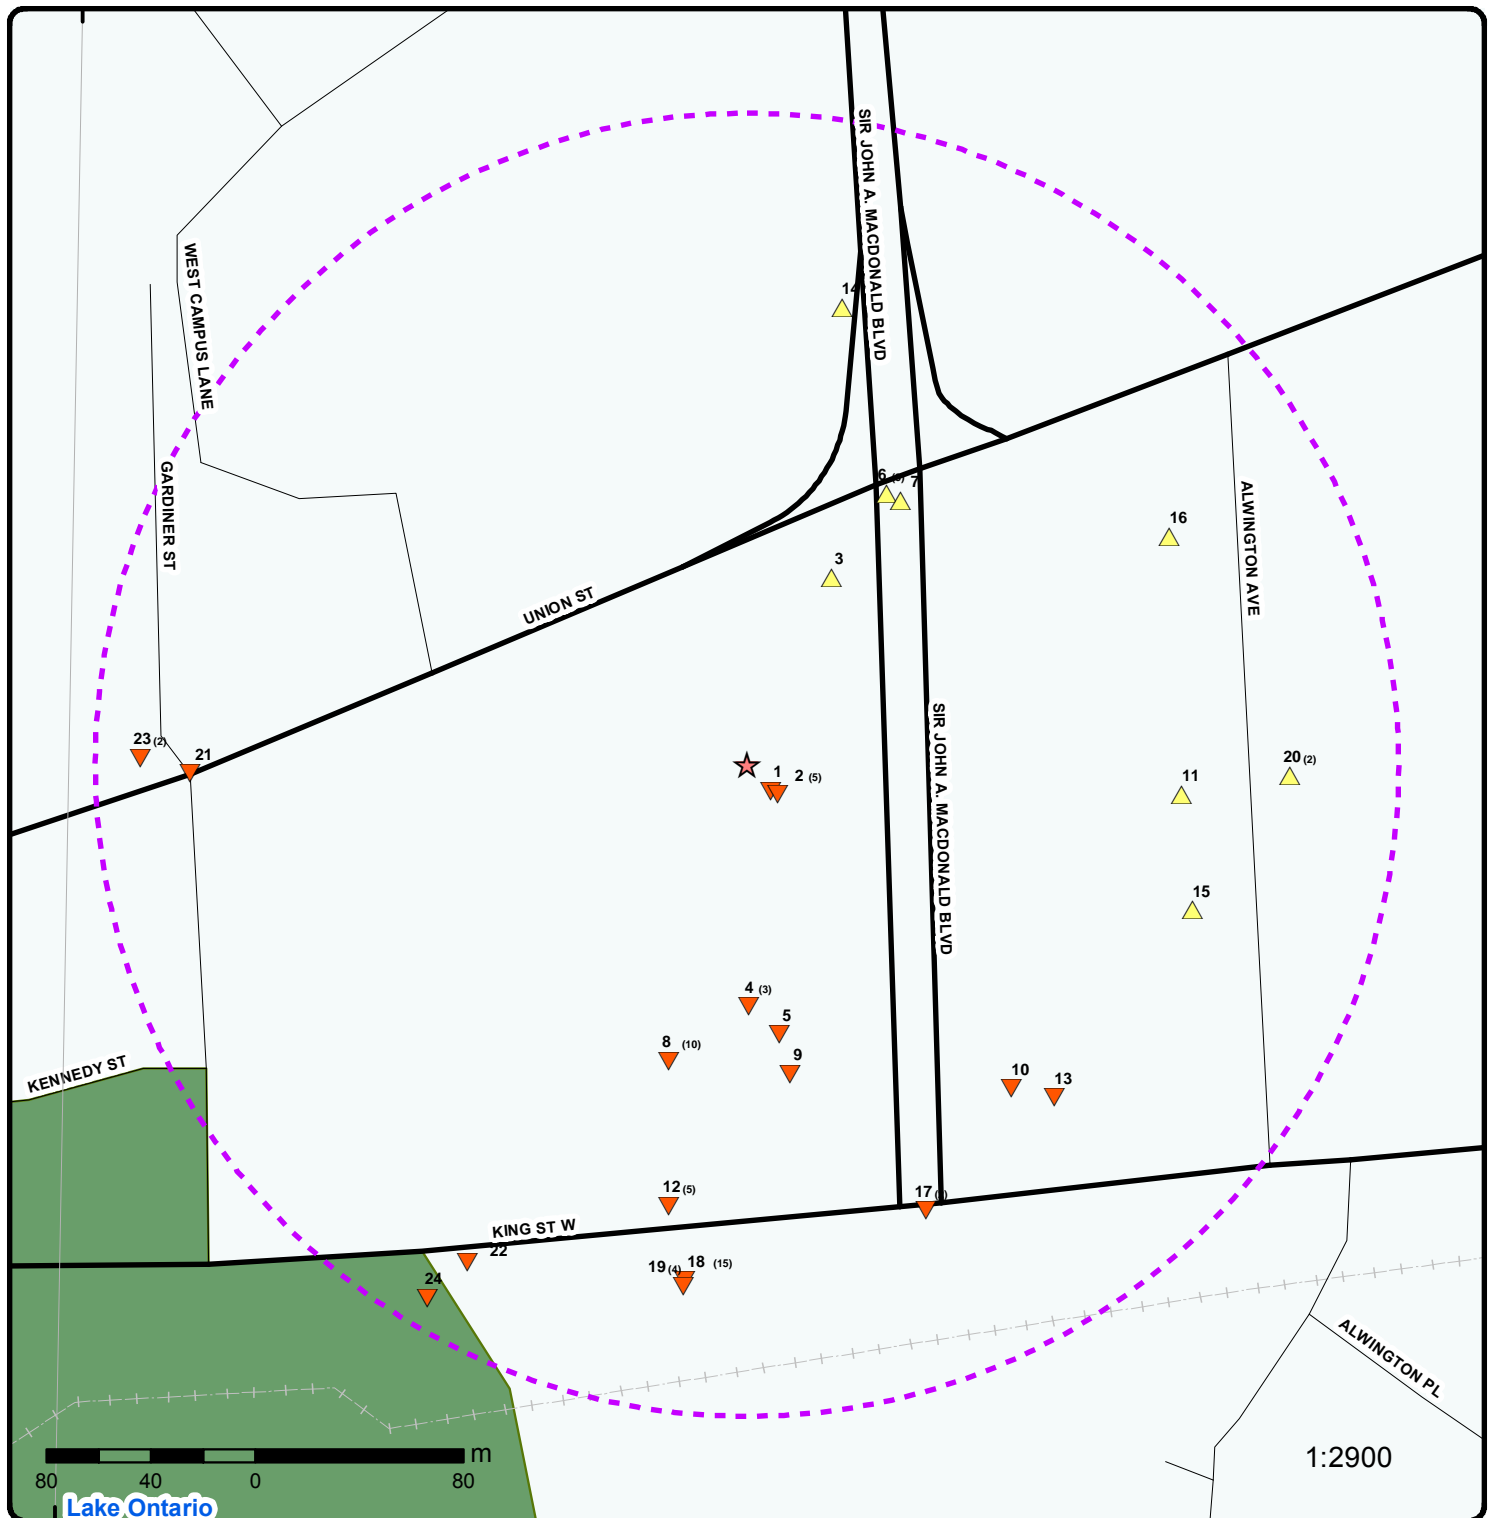 SIR JOHN A. MACDONALD BLVD
WEST CAMPUS LANE
14
GARDINER ST
6
7
ALWINGTON AVE
16
3
UNION ST
SIR JOHN A. MACDONALD BLVD
23 (2)
21
1
2 (5)
11
20 (2)
15
4 (3)
5
8 (10)
9
KENNEDY ST
10
13
12 (5)
17
KING ST W
22
19 (4)
18 (15)
24
ALWINGTON PL
m
80 40 0 80
1:2900
Lake Ontario